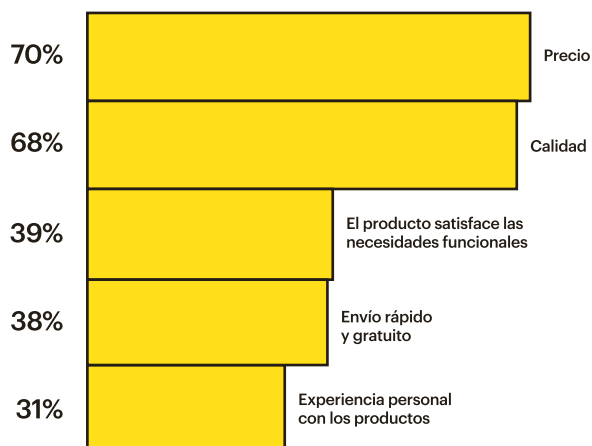 70%
Precio
68%
Calidad
39%
El producto satisface las
necesidades funcionales
38%
Envío rápido
y gratuito
31%
Experiencia personal
con los productos